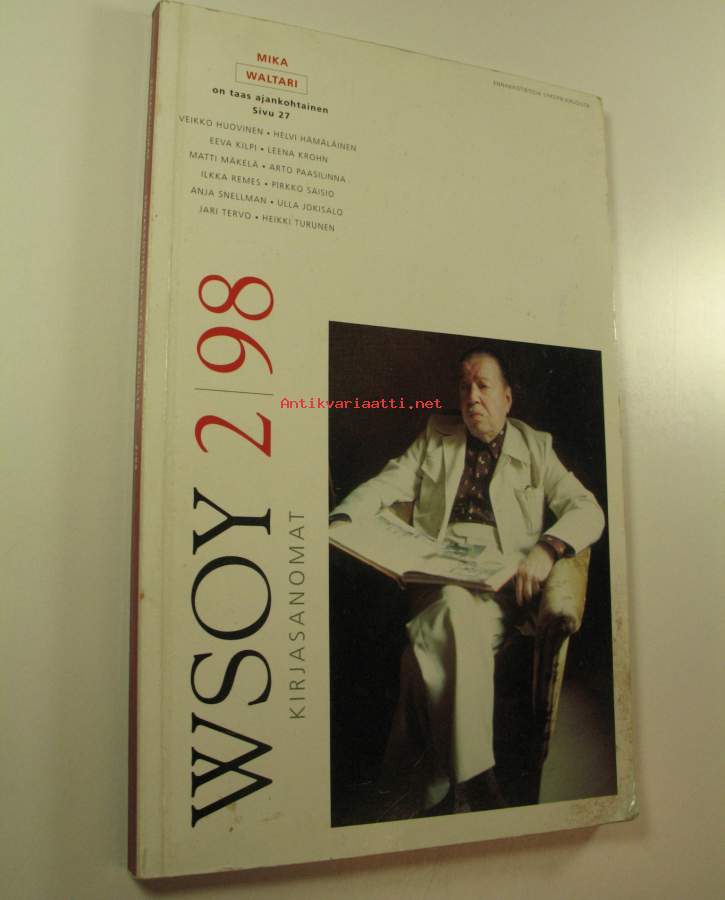 MIKA
WALTARI
on taas ajankohtainen
Sivu 27
VEIKKO HUOVINEN • HELVI HÄMÄLÄINEN
EEVA KILPI • LEENA KROHN
MATTI MÄKELÄ • ARTO PAASILINNA
ILKKA REMES • PIRKKO SAISIO
ANJA SNELLMAN • ULLA JOKISALO
JARI TERVO • HEIKKI TURUNEN
WSOY 2|98
KIRJASANOMAT
Antikvariaatti.net